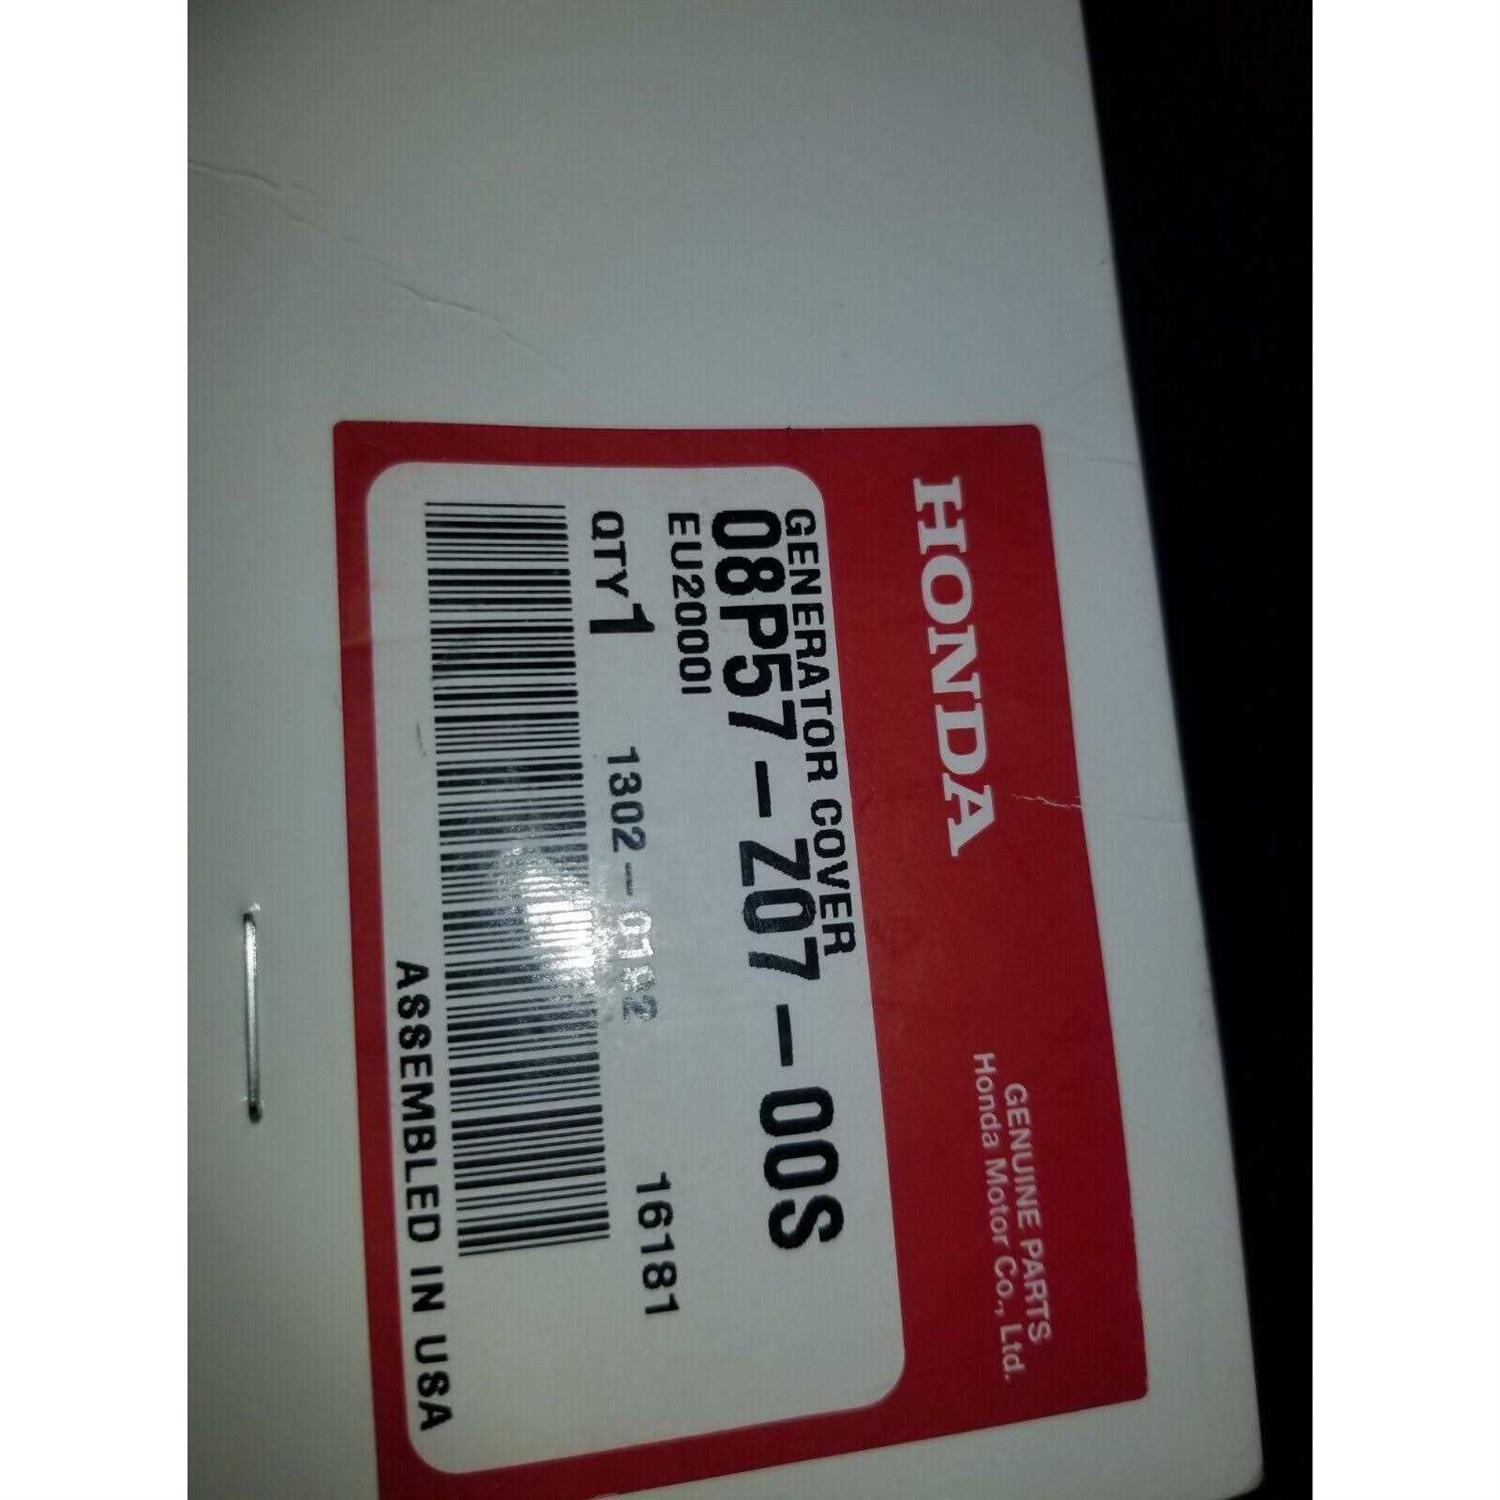 HONDA
GENUINE PARTS
Honda Motor Co., Ltd.
GENERATOR COVER
08P57-Z07-00S
EU2000I
QTY 1 16181
ASSEMBLED IN USA